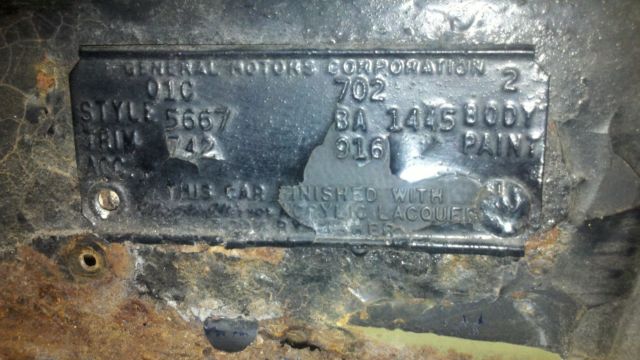 GENERAL MOTORS CORPORATION 2
01C 702
STYLE 5667 BA 1445 BODY
TRIM 742 916 PAINT
ACC.
THIS CAR FINISHED WITH
ACRYLIC LACQUER